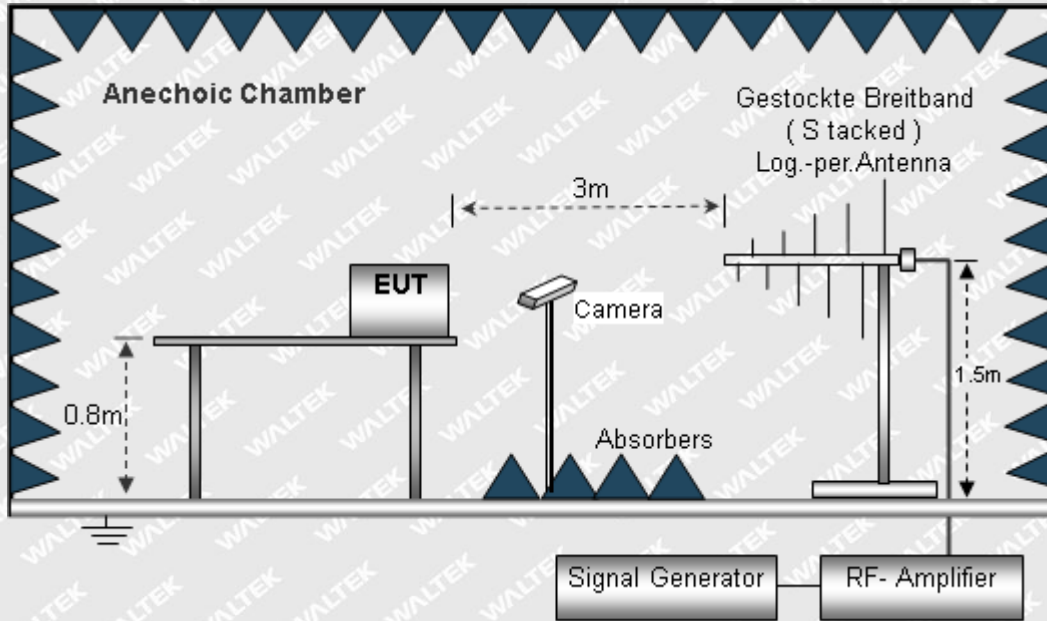 Anechoic Chamber
Gestockte Breitband
( S tacked )
Log.-per.Antenna
3m
EUT
Camera
0.8m
1.5m
Absorbers
Signal Generator
RF- Amplifier
WALTEK